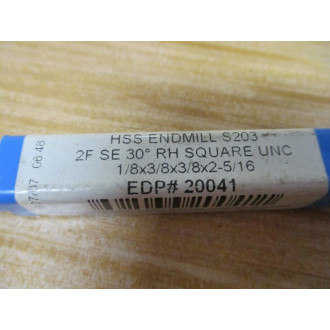 HSS ENDMILL S203
2F SE 30° RH SQUARE UNC
1/8x3/8x3/8x2-5/16
EDP# 20041
06:48